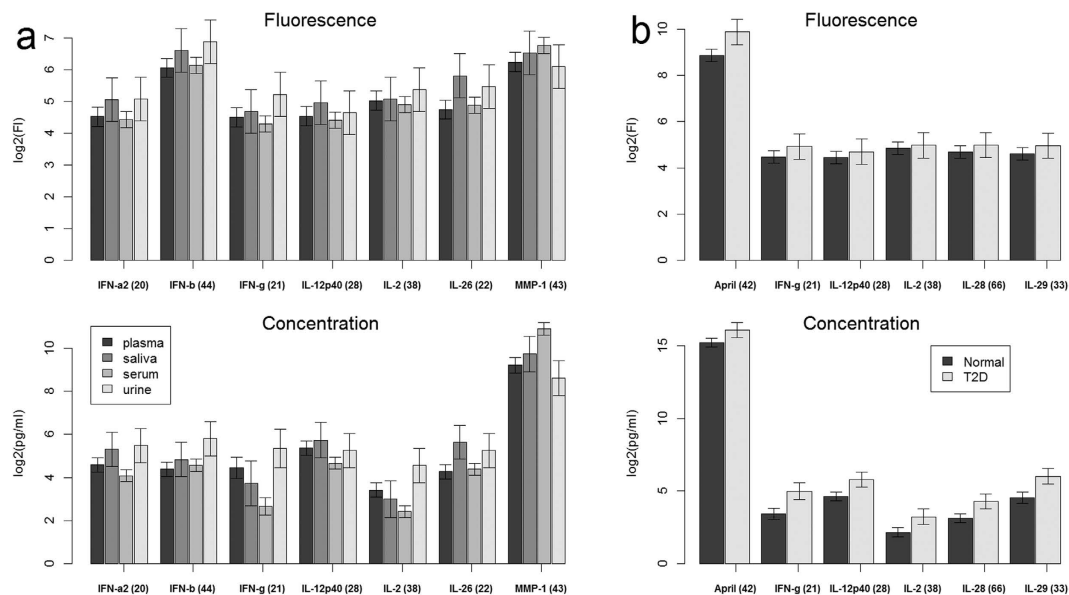 a
Fluorescence
log2(FI)
0
1
2
3
4
5
6
7
IFN-a2 (20) IFN-b (44) IFN-g (21) IL-12p40 (28) IL-2 (38) IL-26 (22) MMP-1 (43)
Concentration
log2(pg/ml)
0
2
4
6
8
10
plasma
saliva
serum
urine
IFN-a2 (20) IFN-b (44) IFN-g (21) IL-12p40 (28) IL-2 (38) IL-26 (22) MMP-1 (43)
b
Fluorescence
log2(FI)
0
2
4
6
8
10
April (42) IFN-g (21) IL-12p40 (28) IL-2 (38) IL-28 (66) IL-29 (33)
Concentration
log2(pg/ml)
0
5
10
15
Normal
T2D
April (42) IFN-g (21) IL-12p40 (28) IL-2 (38) IL-28 (66) IL-29 (33)